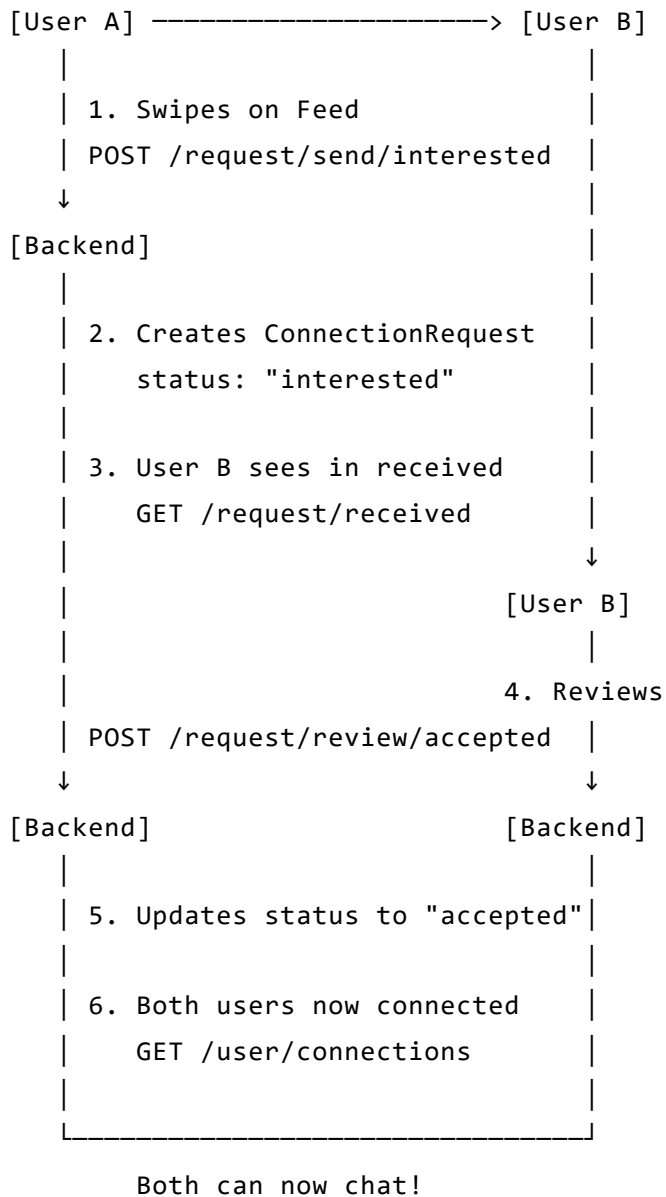 [User A] ─────────────────────> [User B]
1. Swipes on Feed
POST /request/send/interested
[Backend]
2. Creates ConnectionRequest
status: "interested"
3. User B sees in received
GET /request/received
[User B]
4. Reviews
POST /request/review/accepted
[Backend] [Backend]
5. Updates status to "accepted"
6. Both users now connected
GET /user/connections
Both can now chat!